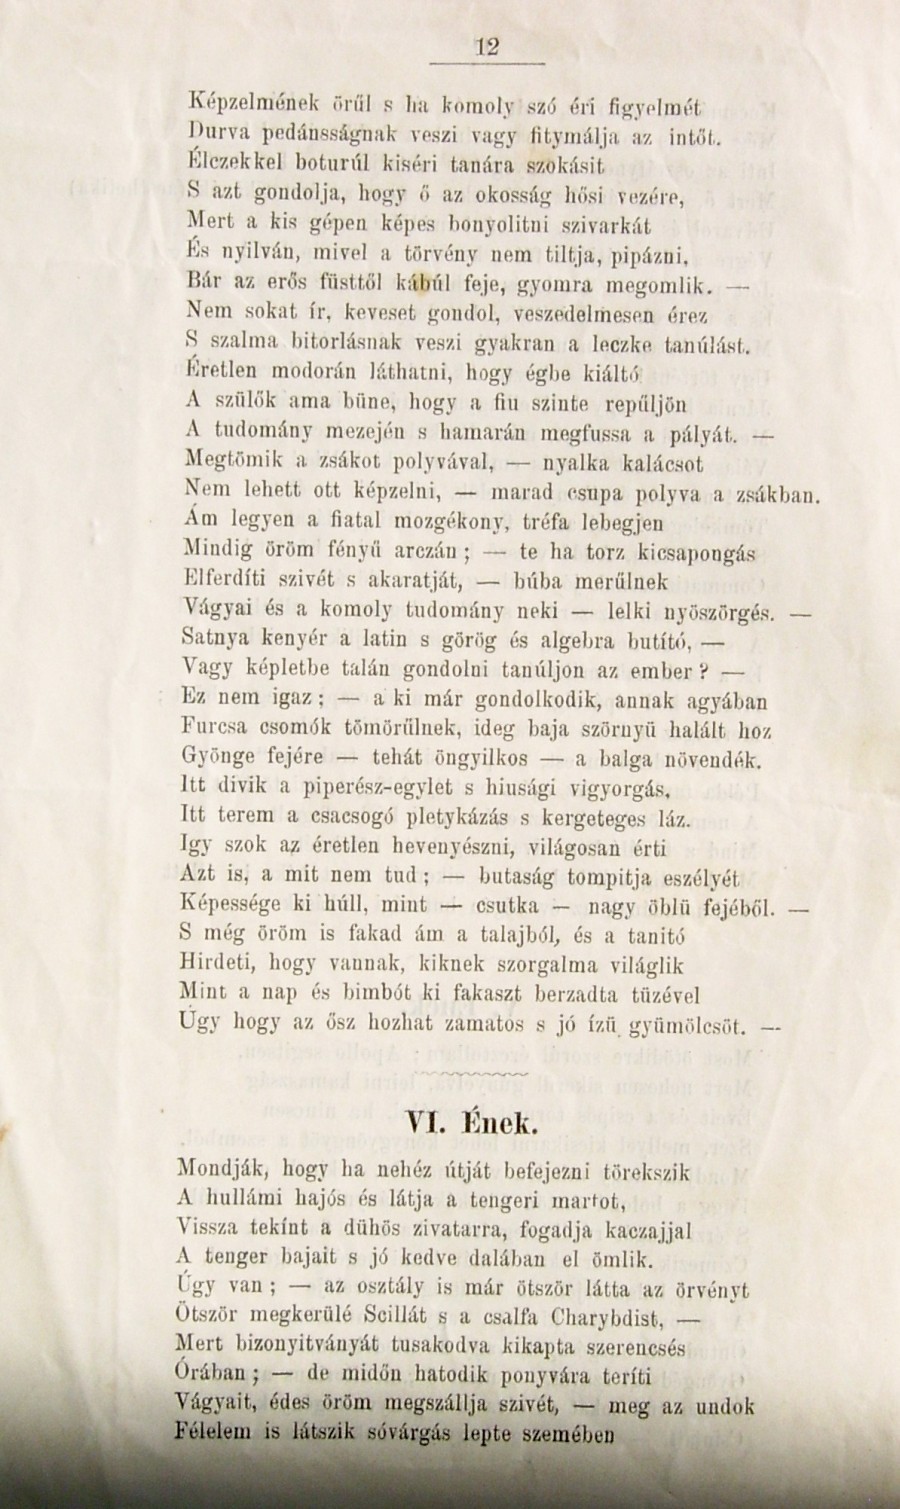 12
Képzelmének örűl s ha komoly szó éri figyelmét
Durva pedánsságnak veszi vagy fitymálja az intőt.
Élczekkel boturúl kiséri tanára szokásit
S azt gondolja, hogy ő az okosság hősi vezére,
Mert a kis gépen képes bonyolitni szivarkát
És nyilván, mivel a törvény nem tiltja, pipázni,
Bár az erős füsttől kábúl feje, gyomra megomlik. —
Nem sokat ír, keveset gondol, veszedelmesen érez
S szalma bitorlásnak veszi gyakran a leczke tanúlást.
Éretlen modorán láthatni, hogy égbe kiáltó
A szülők ama büne, hogy a fiu szinte repűljön
A tudomány mezején s hamarán megfussa a pályát. —
Megtömik a zsákot polyvával, — nyalka kalácsot
Nem lehett ott képzelni, — marad csupa polyva a zsákban.
Ám legyen a fiatal mozgékony, tréfa lebegjen
Mindig öröm fényű arczán ; — te ha torz kicsapongás
Elferdíti szivét s akaratját, — búba merűlnek
Vágyai és a komoly tudomány neki — lelki nyöszörgés. —
Satnya kenyér a latin s görög és algebra butító, —
Vagy képletbe talán gondolni tanúljon az ember ? —
Ez nem igaz ; — a ki már gondolkodik, annak agyában
Furcsa csomók tömörűlnek, ideg baja szörnyü halált hoz
Gyönge fejére — tehát öngyilkos — a balga növendék.
Itt divik a piperész-egylet s hiusági vigyorgás,
Itt terem a csacsogó pletykázás s kergeteges láz.
Igy szok az éretlen hevenyészni, világosan érti
Azt is, a mit nem tud ; — butaság tompitja eszélyét
Képessége ki húll, mint — csutka — nagy öblü fejéből. —
S még öröm is fakad ám a talajból, és a tanitó
Hirdeti, hogy vannak, kiknek szorgalma világlik
Mint a nap és bimbót ki fakaszt berzadta tüzével
Úgy hogy az ősz hozhat zamatos s jó ízü gyümölcsöt. —
VI. Ének.
Mondják, hogy ha nehéz útját befejezni törekszik
A hullámi hajós és látja a tengeri martot,
Vissza tekínt a dühös zivatarra, fogadja kaczajjal
A tenger bajait s jó kedve dalában el ömlik.
Úgy van ; — az osztály is már ötször látta az örvényt
Ötször megkerülé Scillát s a csalfa Charybdist, —
Mert bizonyitványát tusakodva kikapta szerencsés
Órában ; — de midőn hatodik ponyvára teríti
Vágyait, édes öröm megszállja szivét, — meg az undok
Félelem is látszik sóvárgás lepte szemében